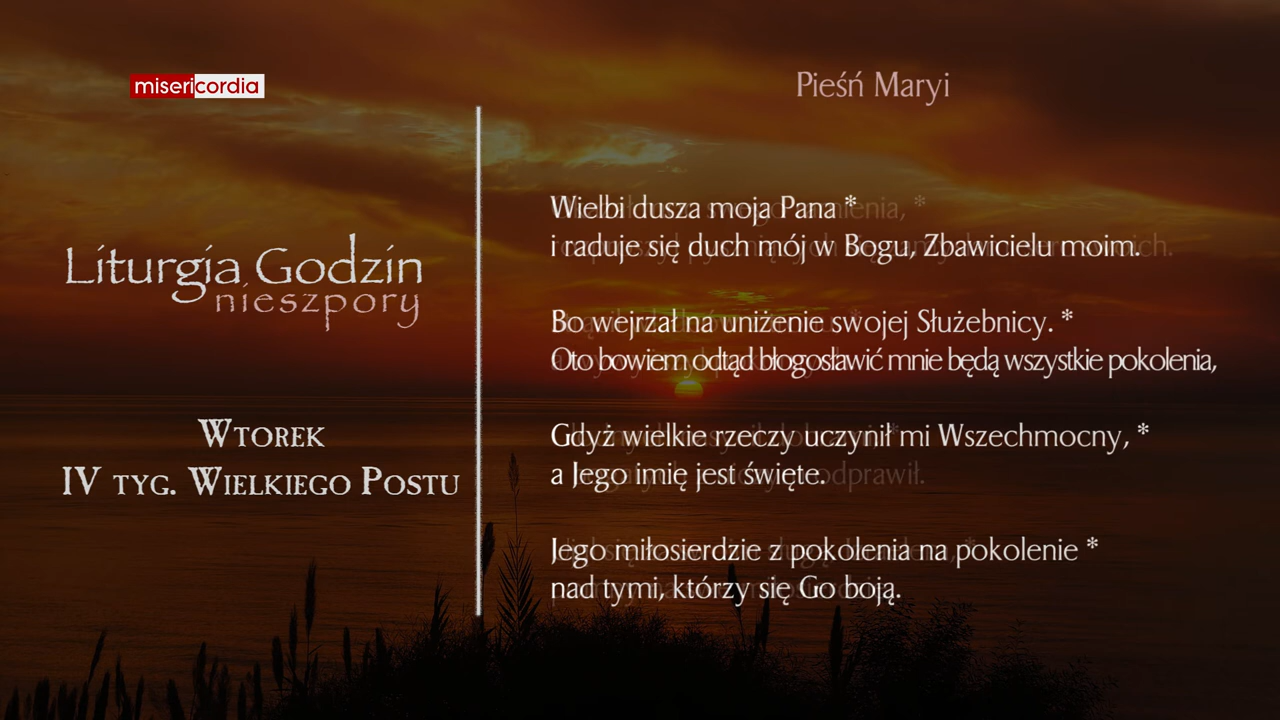 misericordia
Liturgia Godzin
nieszpory
Wtorek
IV tyg. Wielkiego Postu
Pieśń Maryi
Wielbi dusza moja Pana *
i raduje się duch mój w Bogu, Zbawicielu moim.
Bo wejrzał na uniżenie swojej Służebnicy. *
Oto bowiem odtąd błogosławić mnie będą wszystkie pokolenia,
Gdyż wielkie rzeczy uczynił mi Wszechmocny, *
a Jego imię jest święte.
Jego miłosierdzie z pokolenia na pokolenie *
nad tymi, którzy się Go boją.